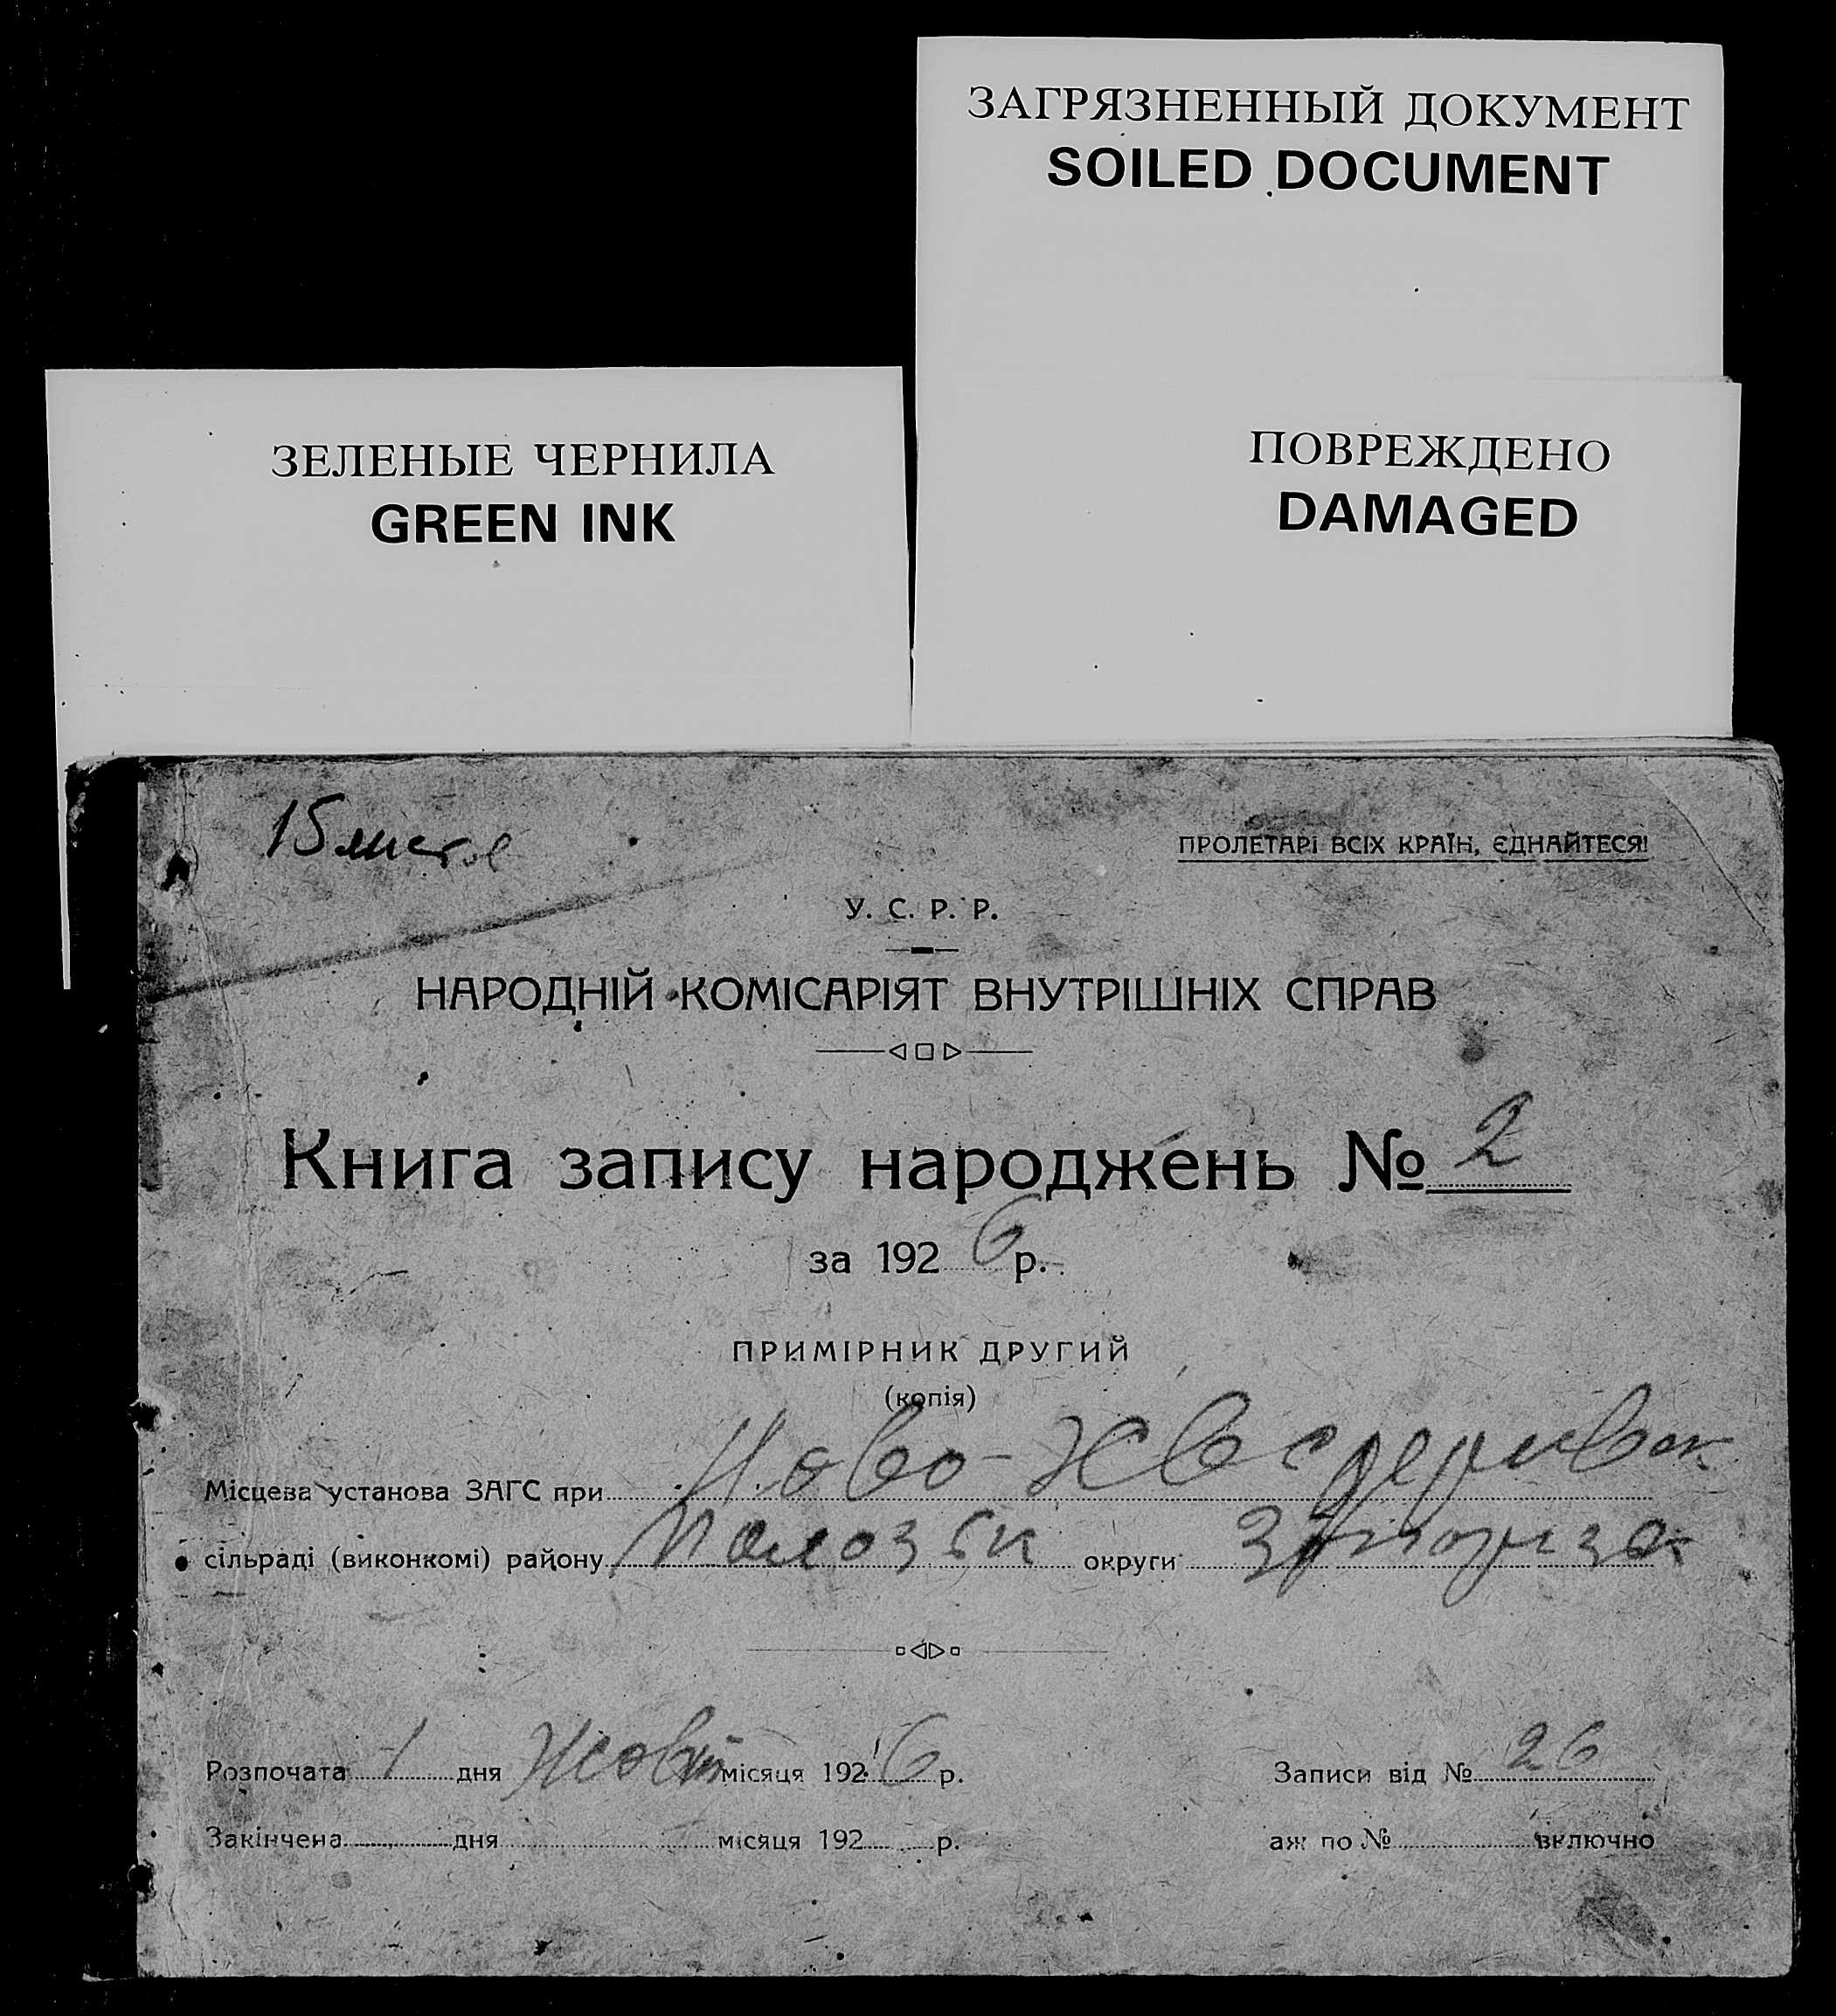 ЗАГРЯЗНЕННЫЙ ДОКУМЕНТ
SOILED DOCUMENT
ЗЕЛЕНЫЕ ЧЕРНИЛА
GREEN INK
ПОВРЕЖДЕНО
DAMAGED
15
ПРОЛЕТАРІ ВСІХ КРАЇН, ЄДНАЙТЕСЯ!
У. С. Р. Р.
НАРОДНІЙ КОМІСАРІЯТ ВНУТРІШНІХ СПРАВ
Книга запису народжень № 2
за 1926 р.
ПРИМІРНИК ДРУГИЙ
(копія)
Місцева установа ЗАГС при Ново-
сільраді (виконкомі) району округи
Розпочата 1 дня Жовт місяця 1926 р.
Записи від № 26
Закінчена дня місяця 192 р.
аж по № включно